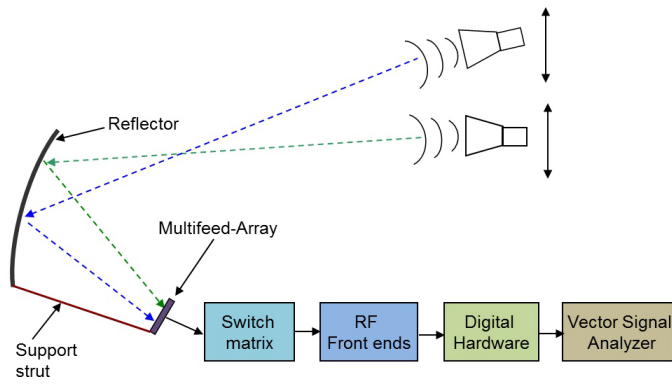 Reflector
Multifeed-Array
Support
strut
Switch
matrix
RF
Front ends
Digital
Hardware
Vector Signal
Analyzer